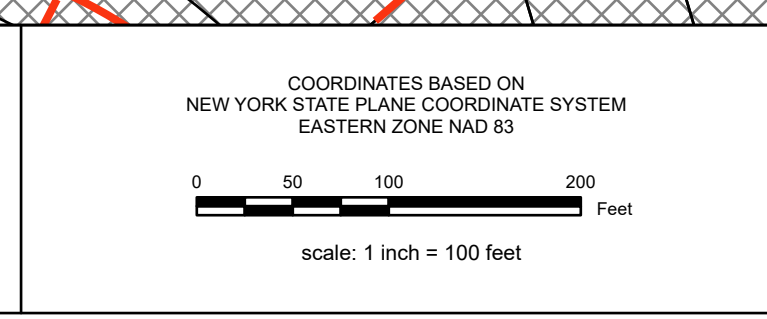 COORDINATES BASED ON
NEW YORK STATE PLANE COORDINATE SYSTEM
EASTERN ZONE NAD 83
0 50 100 200
Feet
scale: 1 inch = 100 feet